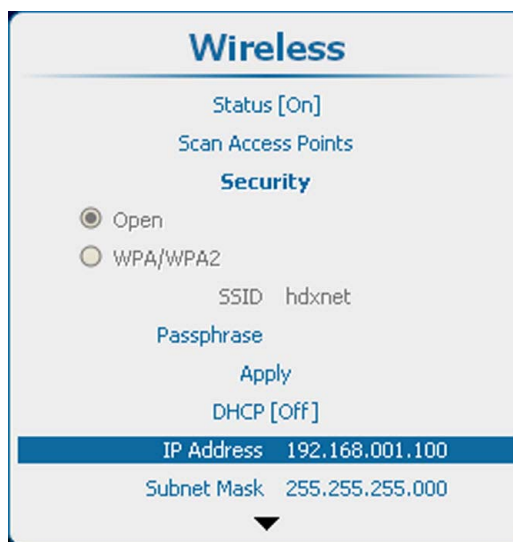 Wireless
Status [On]
Scan Access Points
Security
Open
WPA/WPA2
SSID hdxnet
Passphrase
Apply
DHCP [Off]
IP Address 192.168.001.100
Subnet Mask 255.255.255.000